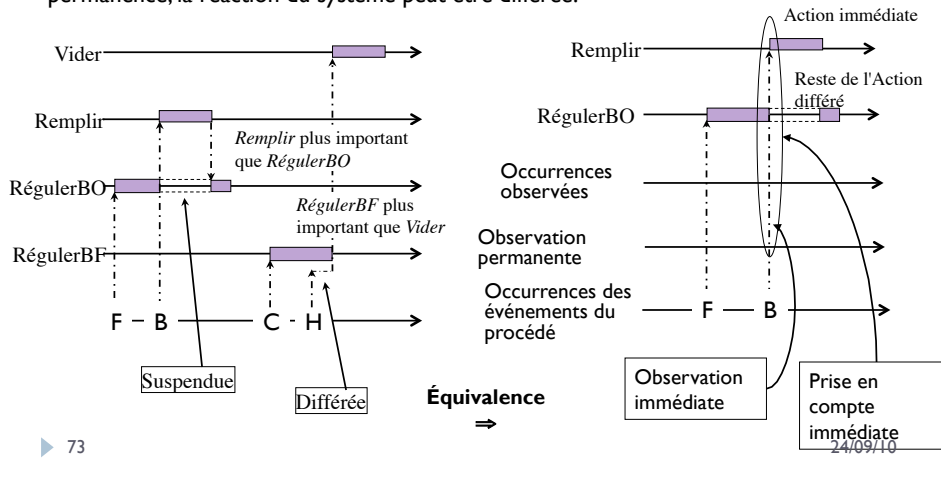 permanence, la réaction du système peut être différée.
Vider
Remplir
Remplir plus important
que RégulerBO
RégulerBO
RégulerBF plus
important que Vider
RégulerBF
F
B
C
H
Suspendue
Différée
Équivalence
⇒
Action immédiate
Remplir
Reste de l'Action
différé
RégulerBO
Occurrences
observées
Observation
permanente
Occurrences des
événements du
procédé
F
B
Observation
immédiate
Prise en
compte
immédiate
73
24/09/10